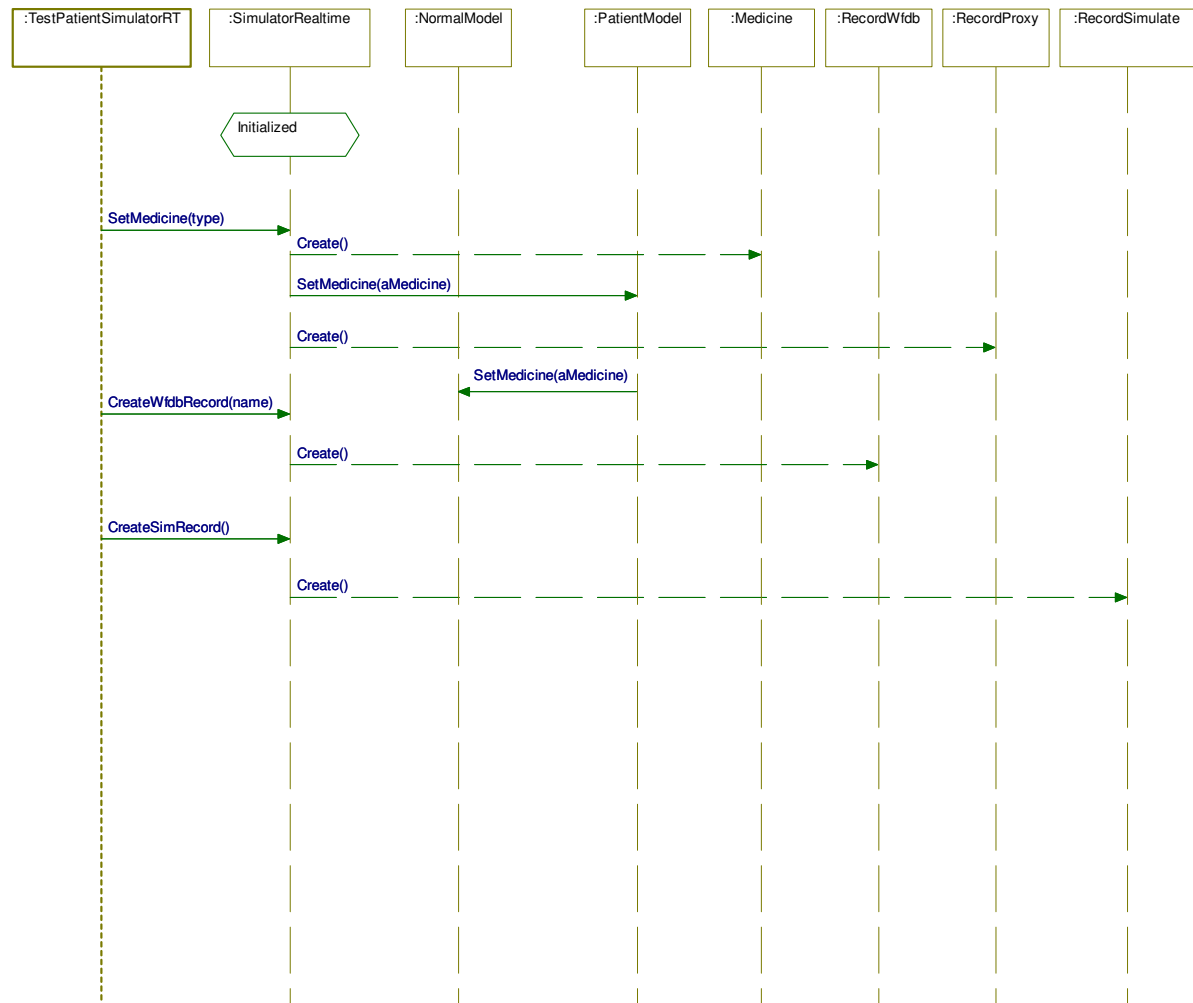 :TestPatientSimulatorRT
:SimulatorRealtime
:NormalModel
:PatientModel
:Medicine
:RecordWfdb
:RecordProxy
:RecordSimulate
Initialized
SetMedicine(type)
Create()
SetMedicine(aMedicine)
Create()
SetMedicine(aMedicine)
CreateWfdbRecord(name)
Create()
CreateSimRecord()
Create()